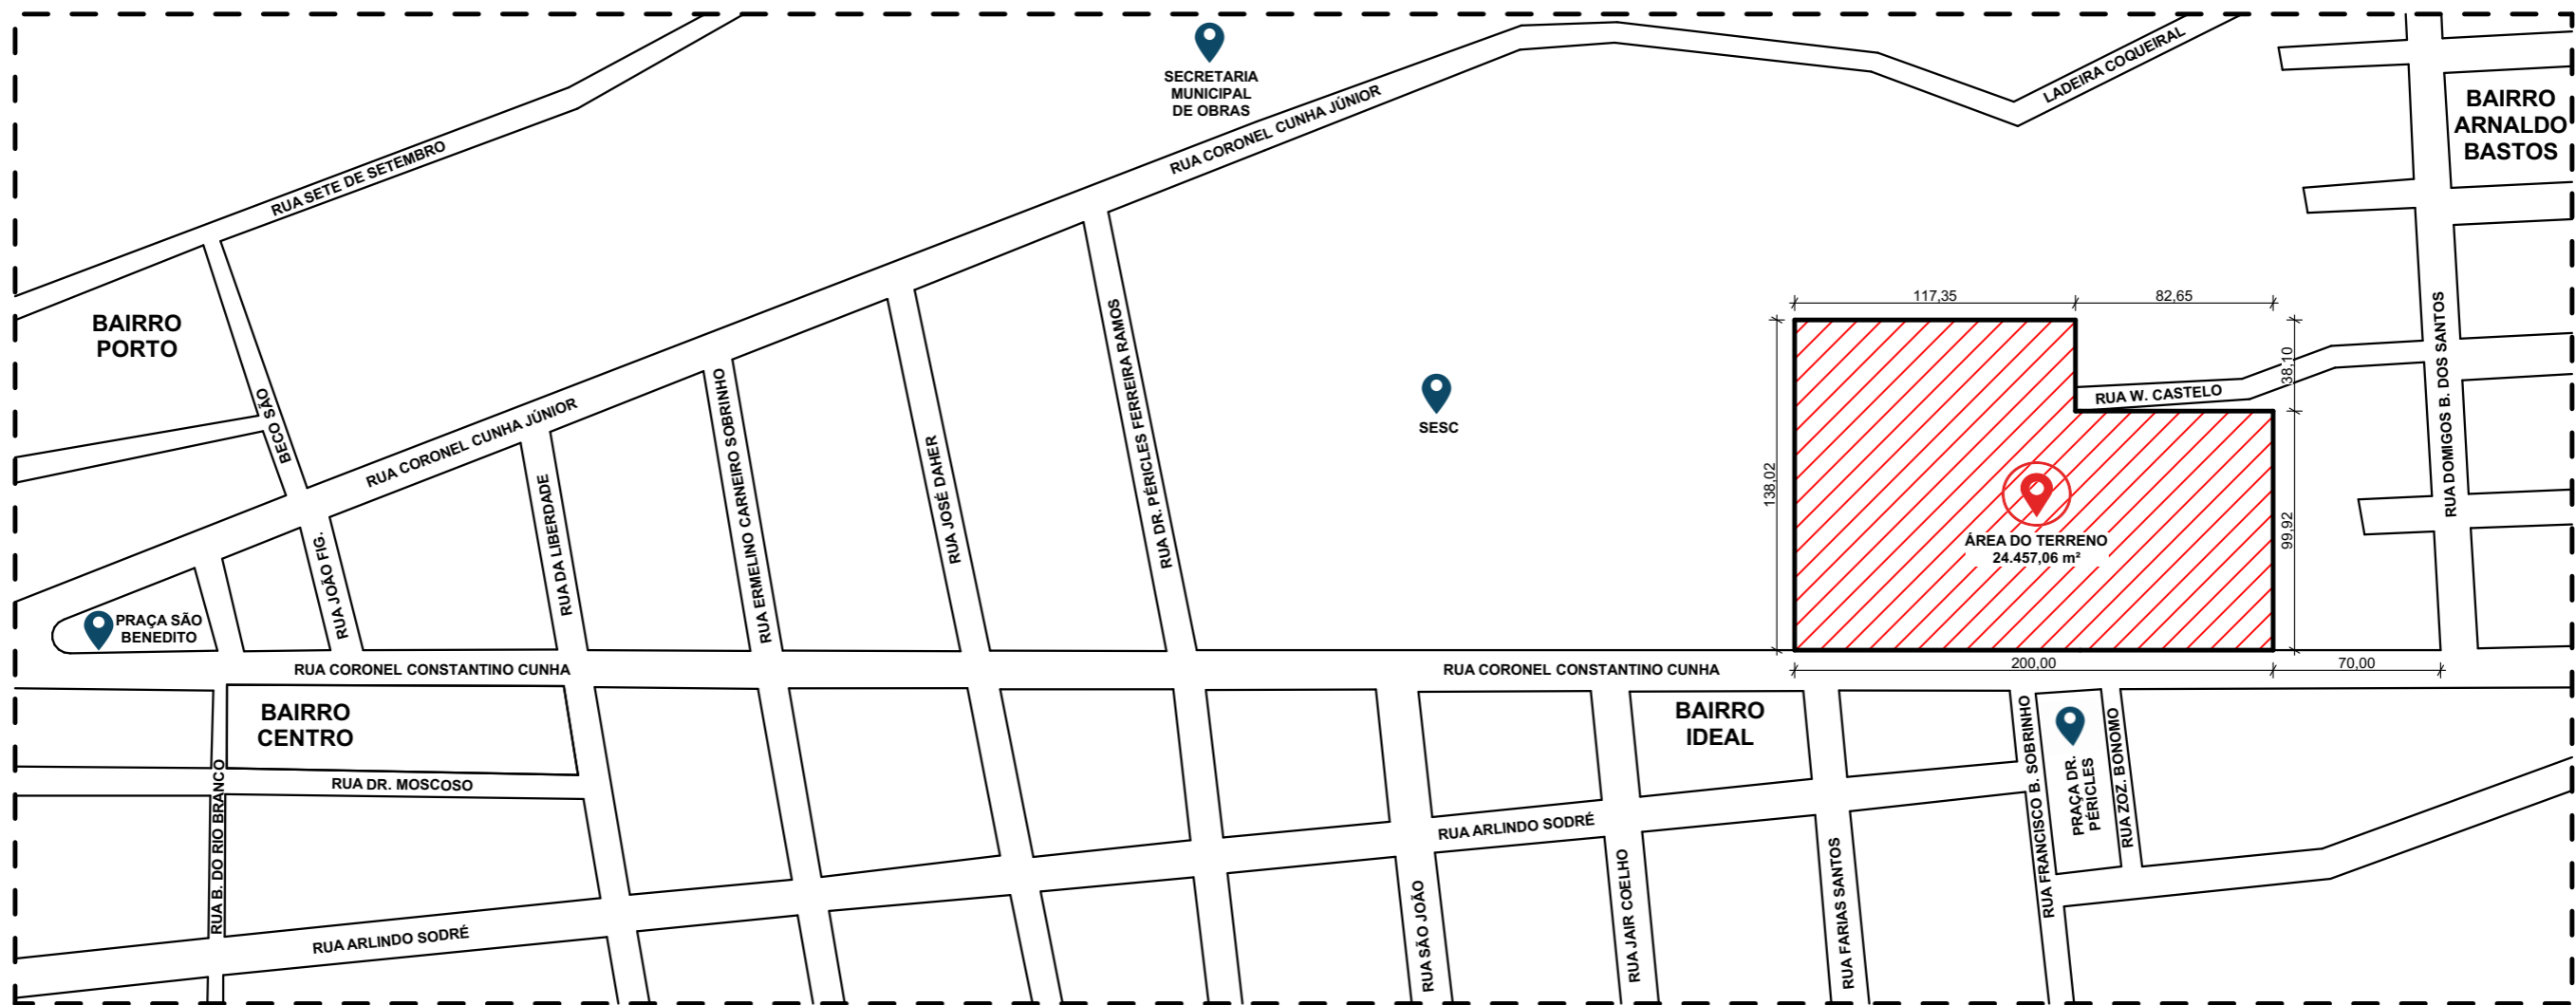 SECRETARIA
MUNICIPAL
DE OBRAS
LADEIRA COQUEIRAL
BAIRRO
ARNALDO
BASTOS
RUA CORONEL CUNHA JÚNIOR
RUA SETE DE SETEMBRO
BAIRRO
PORTO
BECO SÃO
RUA CORONEL CUNHA JÚNIOR
RUA JOÃO FIG.
RUA DA LIBERDADE
RUA ERMELINO CARNEIRO SOBRINHO
RUA JOSÉ DAHER
RUA DR. PÉRICLES FERREIRA RAMOS
SESC
117,35
82,65
138,02
38,10
99,92
RUA W. CASTELO
RUA DOMIGOS B. DOS SANTOS
ÁREA DO TERRENO
24.457,06 m²
PRAÇA SÃO
BENEDITO
RUA CORONEL CONSTANTINO CUNHA
RUA CORONEL CONSTANTINO CUNHA
200,00
70,00
BAIRRO
CENTRO
BAIRRO
IDEAL
RUA DR. MOSCOSO
RUA B. DO RIO BRANCO
RUA ARLINDO SODRÉ
RUA ARLINDO SODRÉ
RUA SÃO JOÃO
RUA JAIR COELHO
RUA FARIAS SANTOS
RUA FRANCISCO B. SOBRINHO
PRAÇA DR.
PÉRICLES
RUA ZOZ. BONOMO